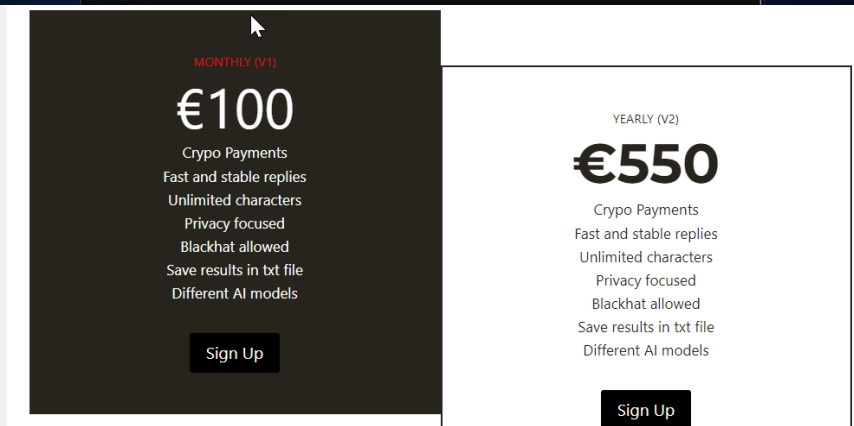 MONTHLY (V1)
€100
Crypo Payments
Fast and stable replies
Unlimited characters
Privacy focused
Blackhat allowed
Save results in txt file
Different AI models
Sign Up
YEARLY (V2)
€550
Crypo Payments
Fast and stable replies
Unlimited characters
Privacy focused
Blackhat allowed
Save results in txt file
Different AI models
Sign Up